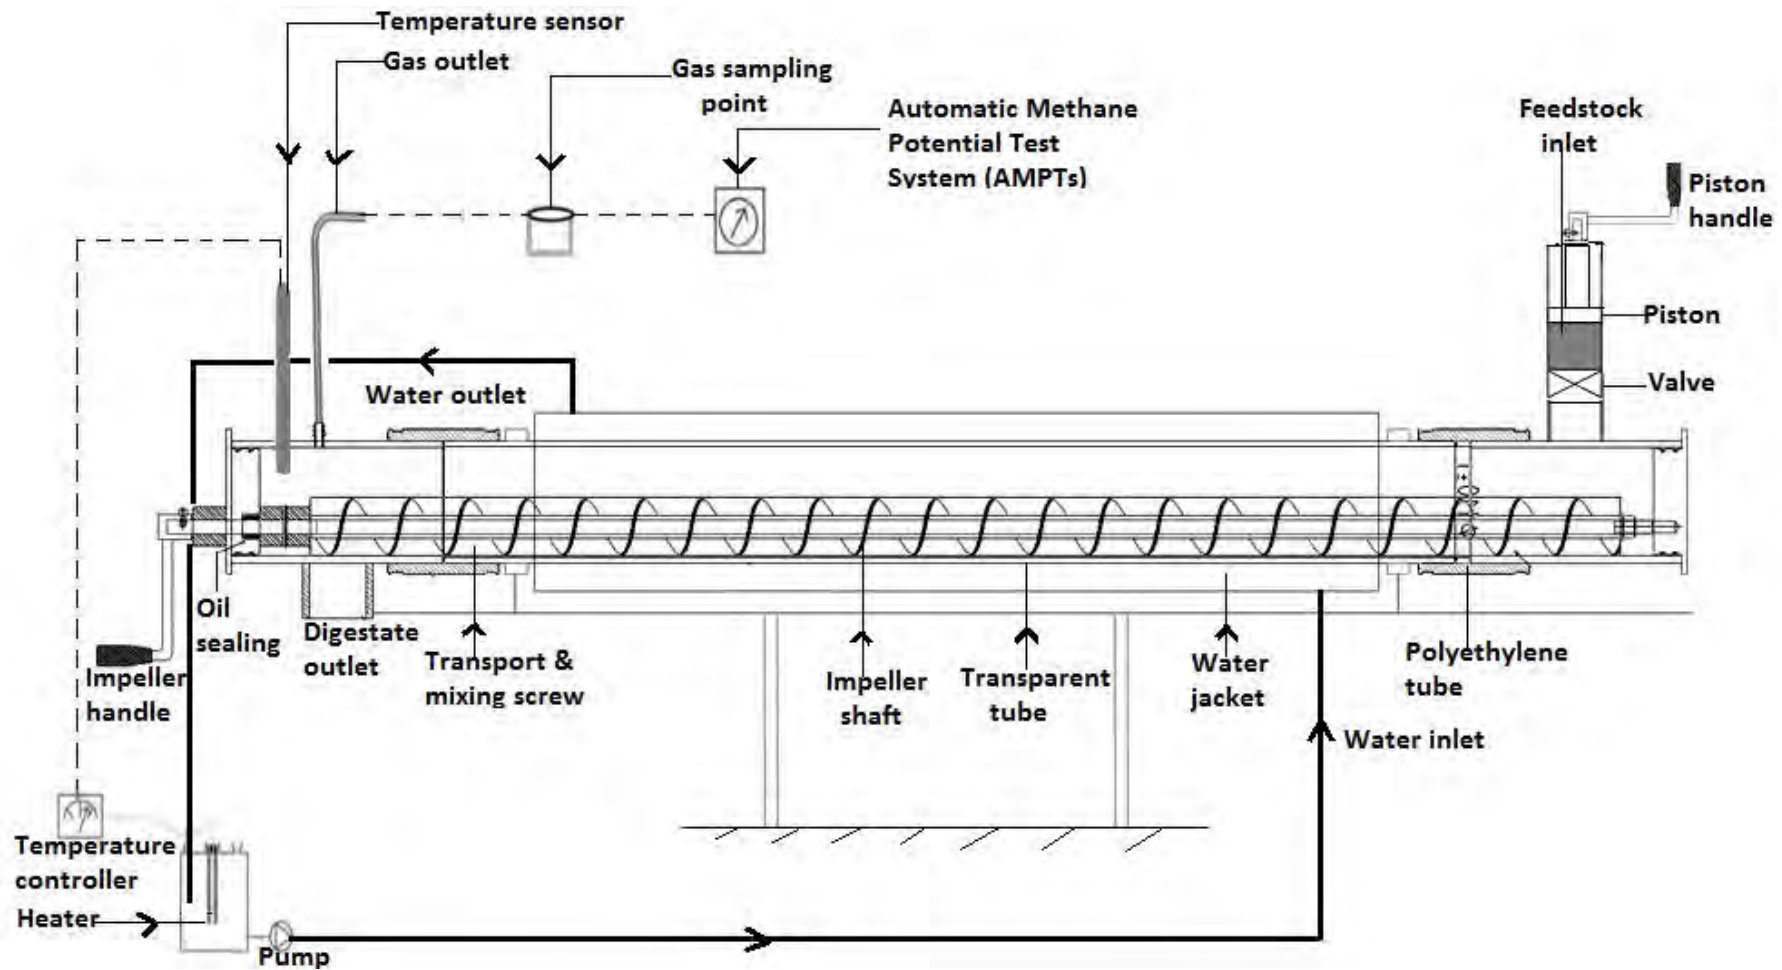 Temperature sensor
Gas outlet
Gas sampling
point
Automatic Methane
Potential Test
System (AMPTs)
Feedstock
inlet
Piston
handle
Piston
Valve
Water outlet
Oil
sealing
Digestate
outlet
Transport &
mixing screw
Impeller
handle
Impeller
shaft
Transparent
tube
Water
jacket
Polyethylene
tube
Water inlet
Temperature
controller
Heater
Pump